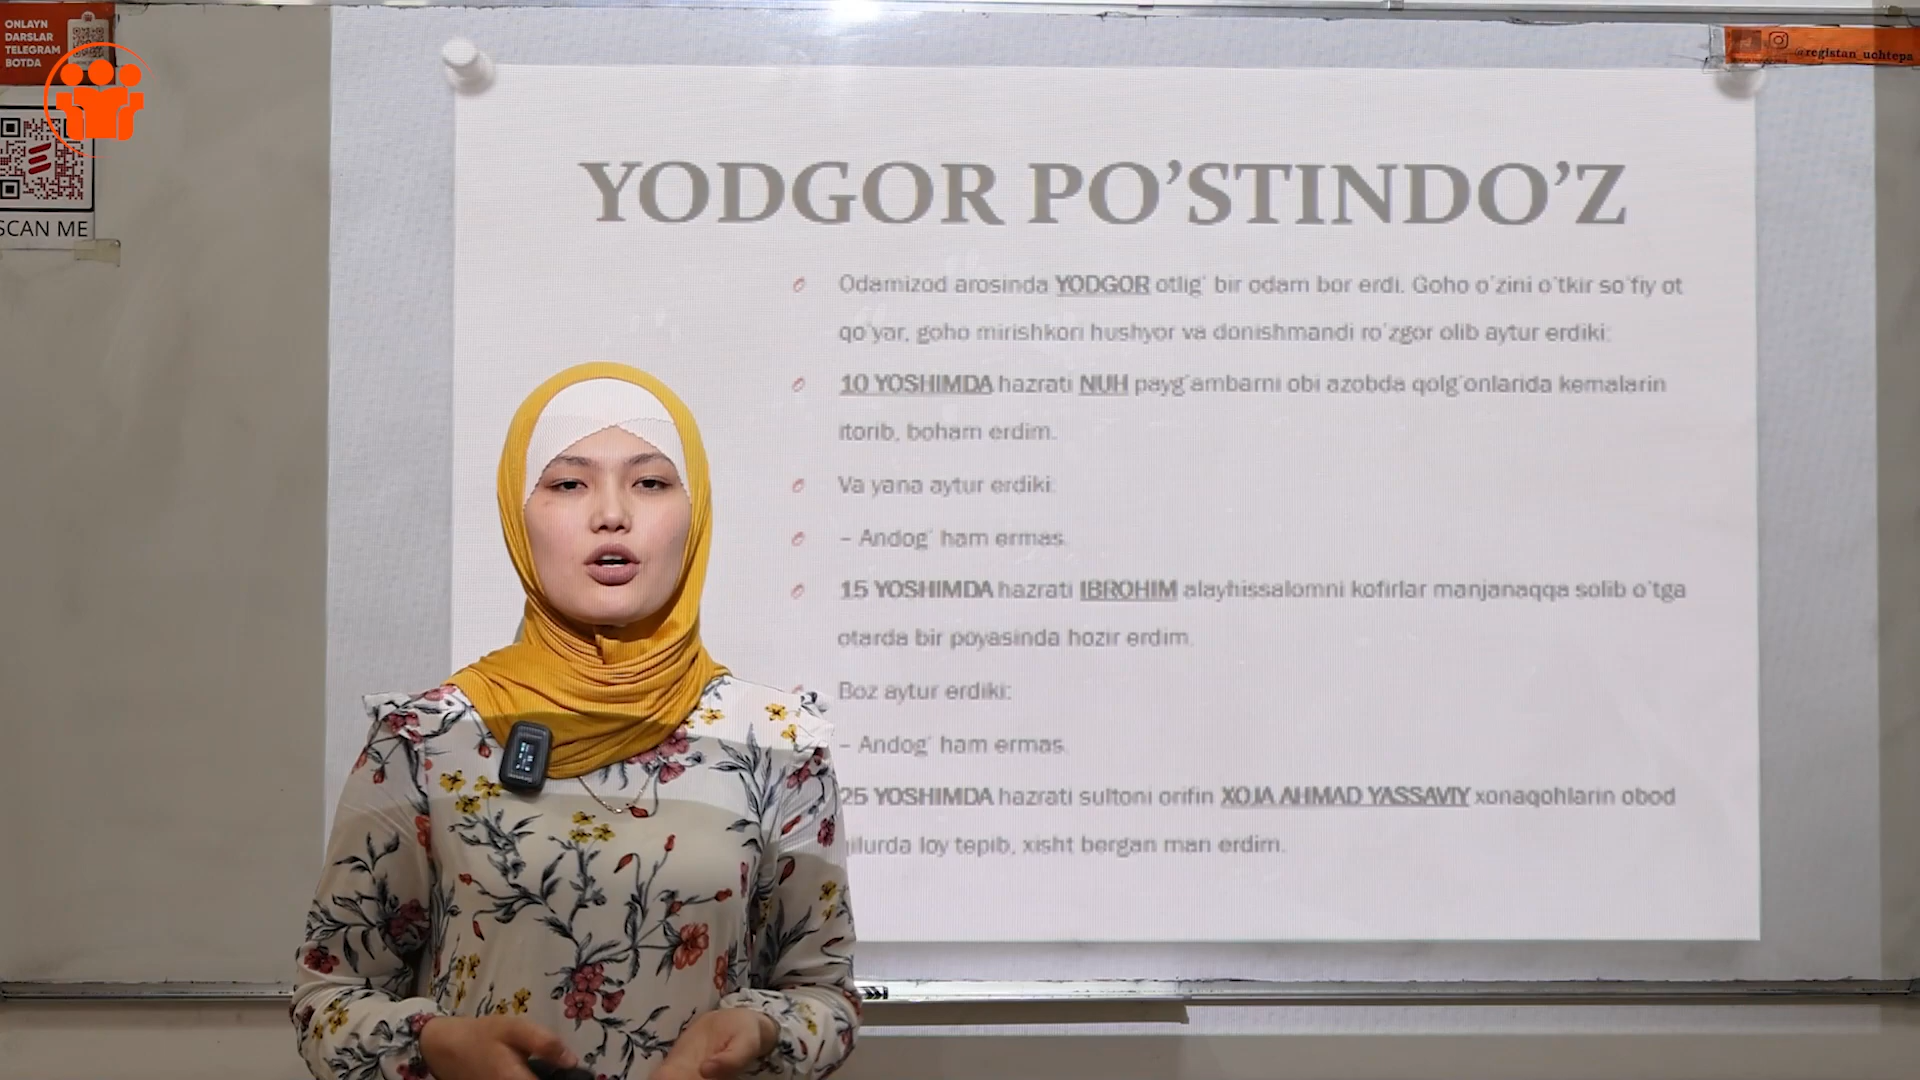 ONLAYN
DARSLAR
TELEGRAM
BOTDA
SCAN ME
@registan_uchtepa
YODGOR PO’STINDO’Z
Odamizod arosinda YODGOR otlig‘ bir odam bor erdi. Goho o‘zini o‘tkir so‘fiy ot
qo‘yar, goho mirishkori hushyor va donishmandi ro‘zgor olib aytur erdiki:
10 YOSHIMDA hazrati NUH payg‘ambarni obi azobda qolg‘onlarida kemalarin
itorib, boham erdim.
Va yana aytur erdiki:
– Andog‘ ham ermas.
15 YOSHIMDA hazrati IBROHIM alayhissalomni kofirlar manjanaqqa solib o‘tga
otarda bir poyasinda hozir erdim.
Boz aytur erdiki:
– Andog‘ ham ermas.
25 YOSHIMDA hazrati sultoni orifin XOJA AHMAD YASSAVIY xonaqohlarin obod
loy tepib, xisht bergan man erdim.